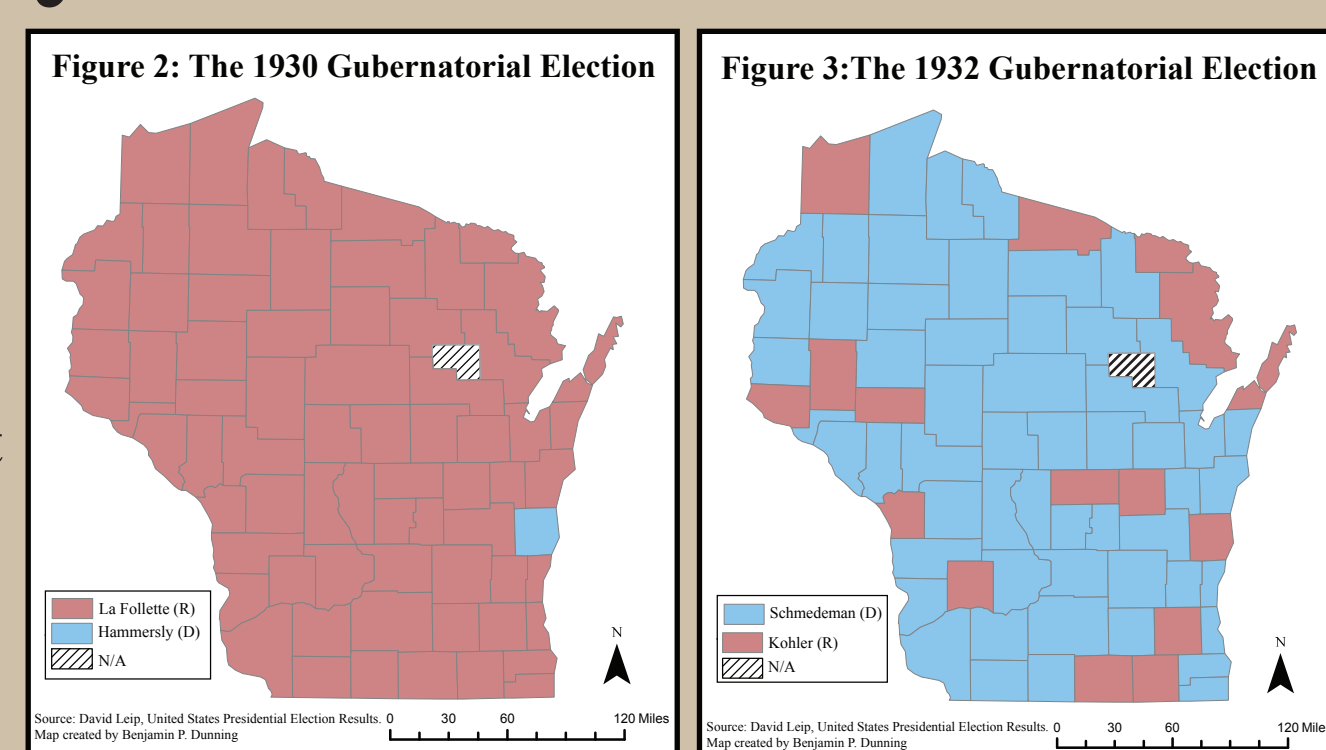 Figure 2: The 1930 Gubernatorial Election
La Follette (R)
Hammersly (D)
N/A
N
Source: David Leip, United States Presidential Election Results.
Map created by Benjamin P. Dunning
0 30 60 120 Miles
Figure 3:The 1932 Gubernatorial Election
Schmedeman (D)
Kohler (R)
N/A
N
Source: David Leip, United States Presidential Election Results.
Map created by Benjamin P. Dunning
0 30 60 120 Mile